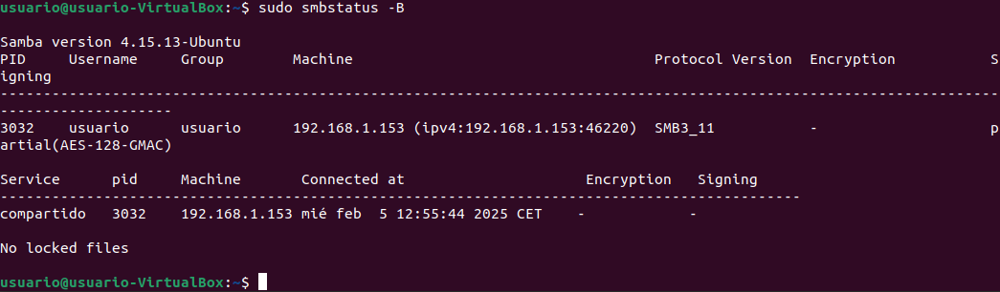 usuario@usuario-VirtualBox:~$ sudo smbstatus -B

Samba version 4.15.13-Ubuntu
PID     Username     Group        Machine                                   Protocol Version  Encryption           S
igning
--------------------------------------------------------------------------------------------------------------------
--------------------
3032    usuario      usuario      192.168.1.153 (ipv4:192.168.1.153:46220)  SMB3_11           -                    p
artial(AES-128-GMAC)

Service      pid     Machine       Connected at                     Encryption   Signing
---------------------------------------------------------------------------------------------
compartido   3032    192.168.1.153 mié feb  5 12:55:44 2025 CET    -            -

No locked files

usuario@usuario-VirtualBox:~$